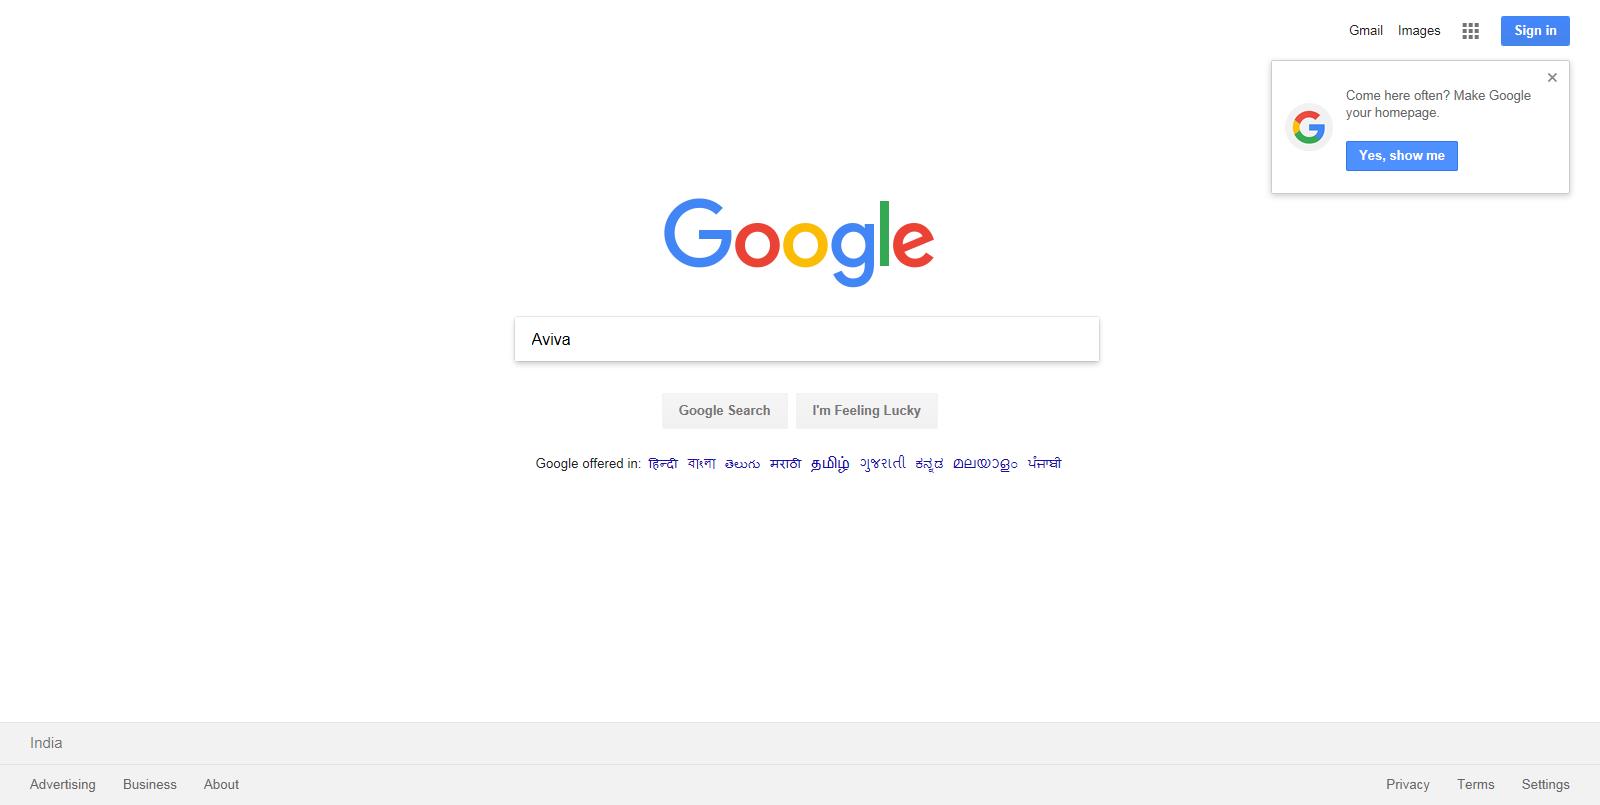 Gmail Images Sign in
Come here often? Make Google
your homepage.
Yes, show me
Google
Aviva
Google Search I'm Feeling Lucky
Google offered in: हिन्दी বাংলা తెలుగు मराठी தமிழ் ગુજરાતી ಕನ್ನಡ മലയാളം ਪੰਜਾਬੀ
India
Advertising Business About Privacy Terms Settings